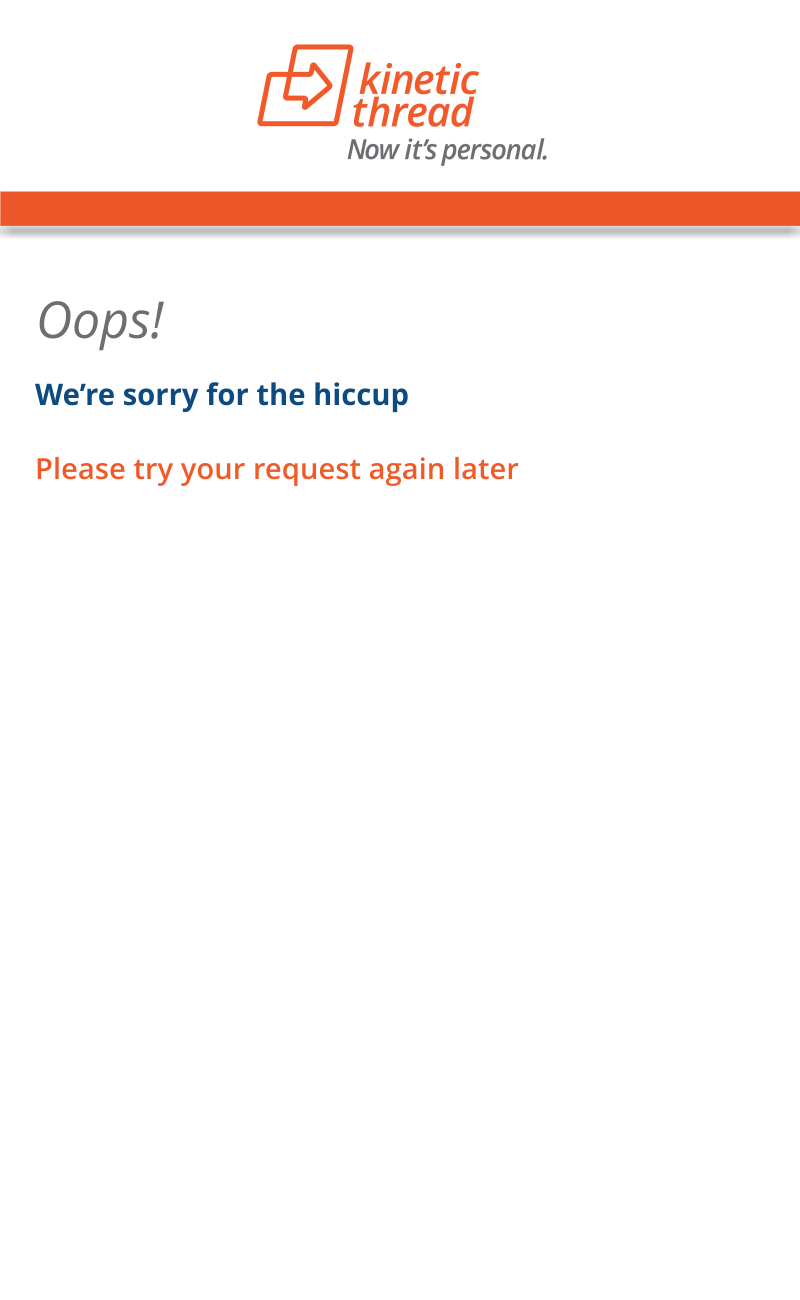 kinetic
thread
Now it’s personal.
Oops!
We’re sorry for the hiccup
Please try your request again later